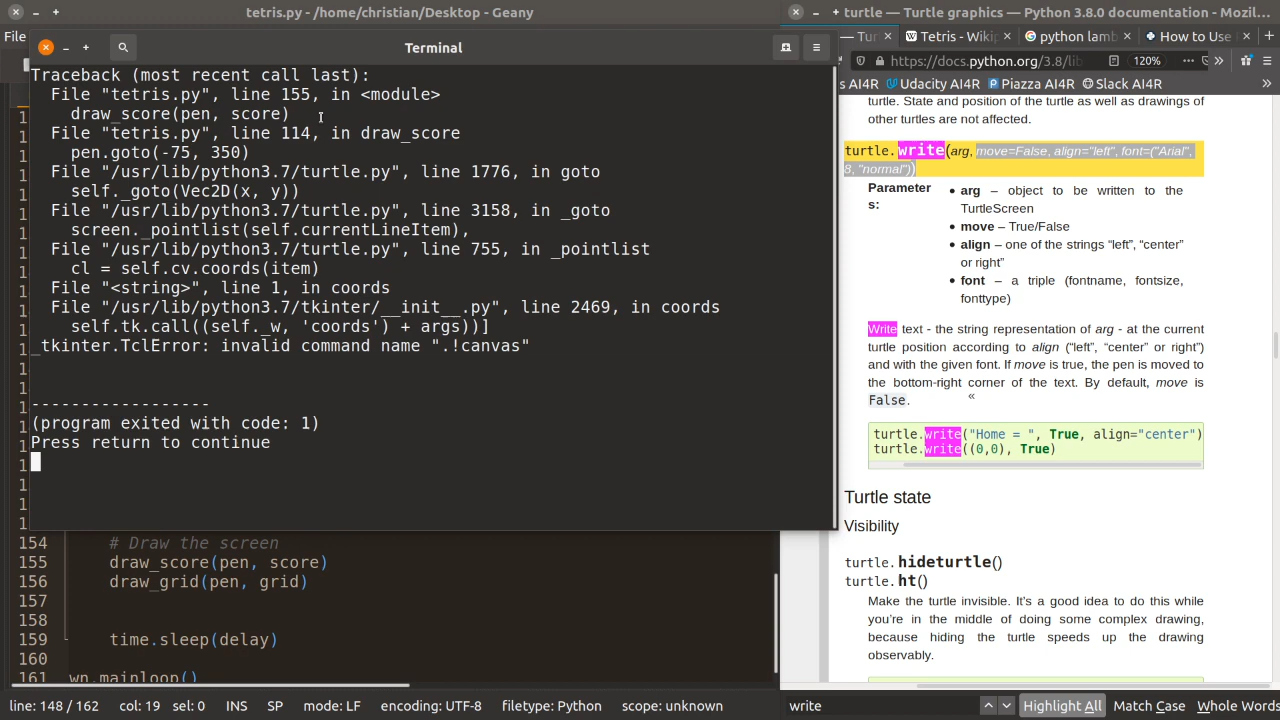 tetris.py - /home/christian/Desktop - Geany
turtle — Turtle graphics — Python 3.8.0 documentation - Mozil...
File
Terminal
Traceback (most recent call last):
File "tetris.py", line 155, in <module>
draw_score(pen, score)
File "tetris.py", line 114, in draw_score
pen.goto(-75, 350)
File "/usr/lib/python3.7/turtle.py", line 1776, in goto
self._goto(Vec2D(x, y))
File "/usr/lib/python3.7/turtle.py", line 3158, in _goto
screen._pointlist(self.currentLineItem),
File "/usr/lib/python3.7/turtle.py", line 755, in _pointlist
cl = self.cv.coords(item)
File "<string>", line 1, in coords
File "/usr/lib/python3.7/tkinter/__init__.py", line 2469, in coords
self.tk.call((self._w, 'coords') + args))]
_tkinter.TclError: invalid command name ".!canvas"
------------------
(program exited with code: 1)
Press return to continue
154 # Draw the screen
155 draw_score(pen, score)
156 draw_grid(pen, grid)
157
158
159 time.sleep(delay)
160
161 wn.mainloop()
line: 148 / 162 col: 19 sel: 0 INS SP mode: LF encoding: UTF-8 filetype: Python scope: unknown
— Tur Tetris - Wikip python lamb How to Use
https://docs.python.org/3.8/lib 120%
AI4R Udacity AI4R Piazza AI4R Slack AI4R
turtle. State and position of the turtle as well as drawings of
other turtles are not affected.
turtle.write(arg, move=False, align="left", font=("Arial",
8, "normal"))
Parameter
s:
• arg – object to be written to the
TurtleScreen
• move – True/False
• align – one of the strings “left”, “center”
or right”
• font – a triple (fontname, fontsize,
fonttype)
Write text - the string representation of arg - at the current
turtle position according to align (“left”, “center” or right”)
and with the given font. If move is true, the pen is moved to
the bottom-right corner of the text. By default, move is
False.
«
turtle.write("Home = ", True, align="center")
turtle.write((0,0), True)
Turtle state
Visibility
turtle.hideturtle()
turtle.ht()
Make the turtle invisible. It’s a good idea to do this while
you’re in the middle of doing some complex drawing,
because hiding the turtle speeds up the drawing
observably.
write Highlight All Match Case Whole Words